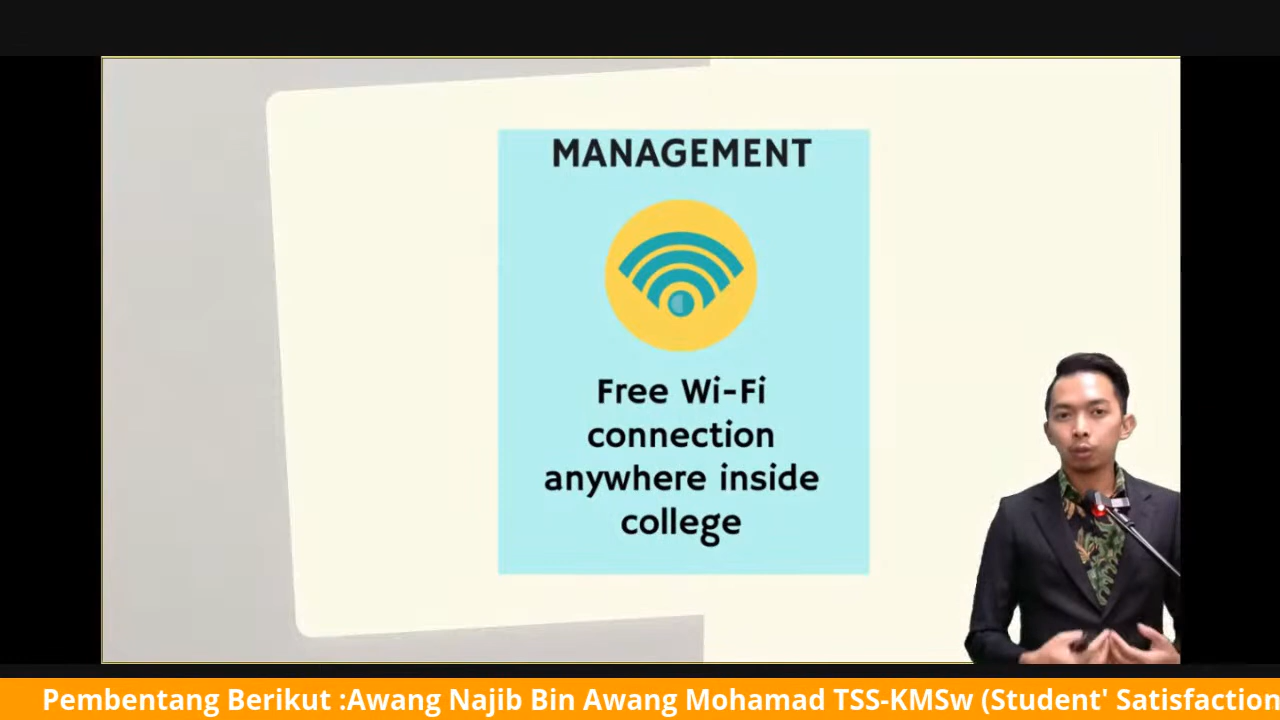 MANAGEMENT
Free Wi-Fi
connection
anywhere inside
college
Pembentang Berikut :Awang Najib Bin Awang Mohamad TSS-KMSw (Student' Satisfaction